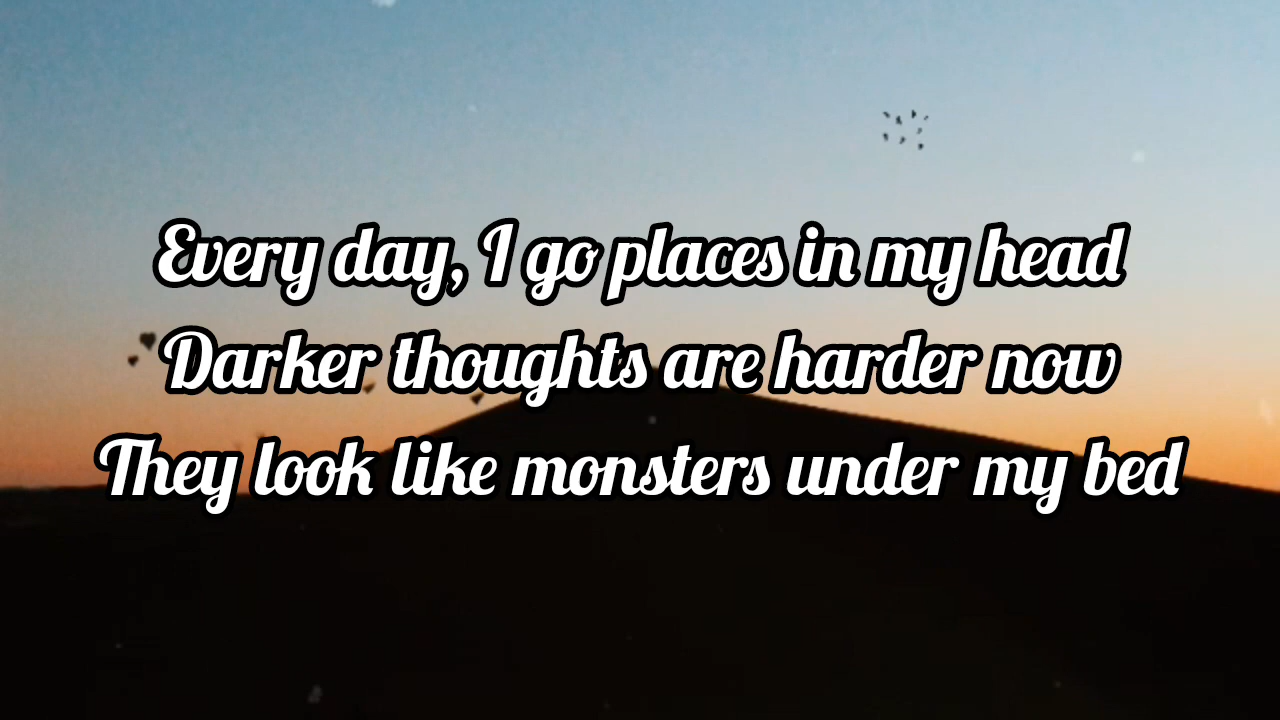 Every day, I go places in my head
Darker thoughts are harder now
They look like monsters under my bed